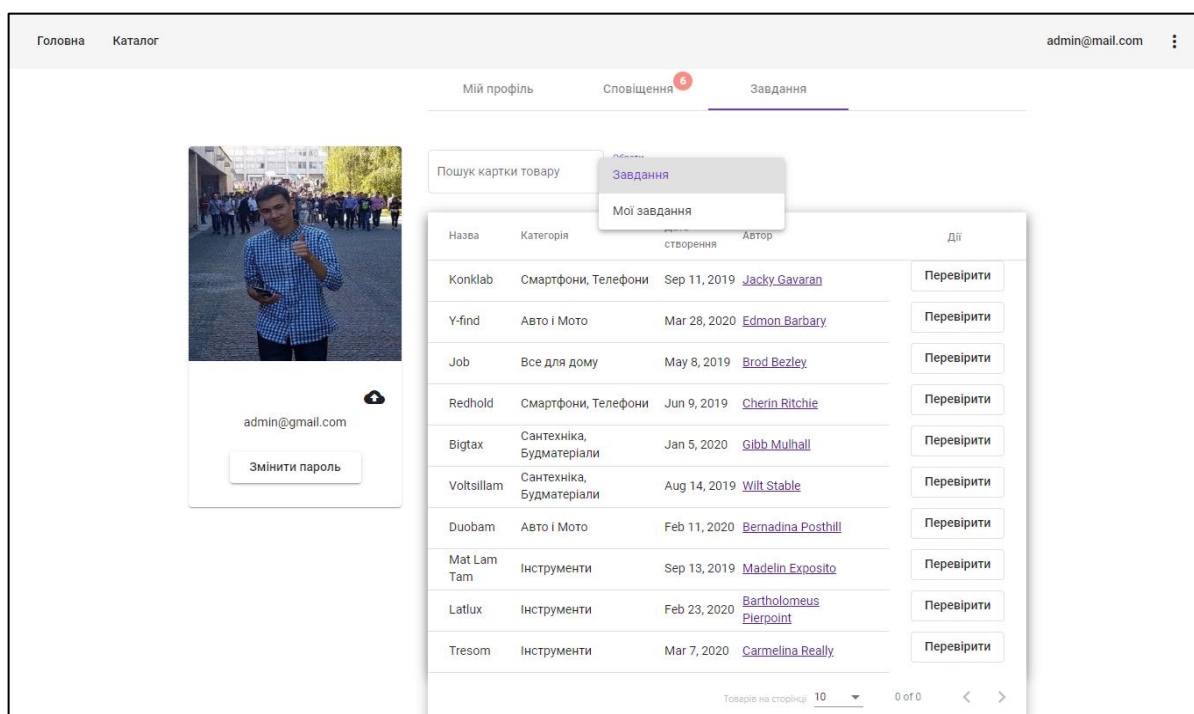 Головна Каталог admin@mail.com
Мій профіль Сповіщення 6 Завдання
Пошук картки товару
Завдання
Мої завдання
Назва Категорія створення Автор Дії
Konklab Смартфони, Телефони Sep 11, 2019 Jacky Gavaran Перевірити
Y-find Авто і Мото Mar 28, 2020 Edmon Barbary Перевірити
Job Все для дому May 8, 2019 Brod Bezley Перевірити
Redhold Смартфони, Телефони Jun 9, 2019 Cherin Ritchie Перевірити
Bigtax Сантехніка, Будматеріали Jan 5, 2020 Gibb Mulhall Перевірити
Voltsillam Сантехніка, Будматеріали Aug 14, 2019 Wilt Stable Перевірити
Duobam Авто і Мото Feb 11, 2020 Bernadina Posthill Перевірити
Mat Lam Tam Інструменти Sep 13, 2019 Madelin Exposito Перевірити
Latlux Інструменти Feb 23, 2020 Bartholomeus Pierpoint Перевірити
Tresom Інструменти Mar 7, 2020 Carmelina Really Перевірити
Товарів на сторінці 10 0 of 0
admin@gmail.com
Змінити пароль